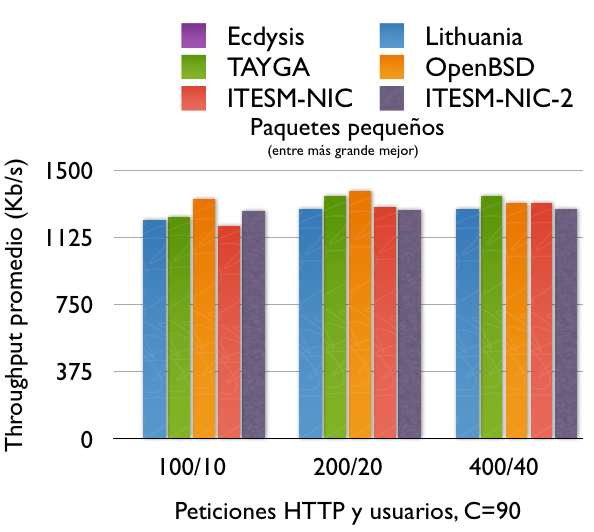 Ecdysis
Lithuania
TAYGA
OpenBSD
ITESM-NIC
ITESM-NIC-2
Paquetes pequeños
(entre más grande mejor)
Throughput promedio (Kb/s)
1500
1125
750
375
0
100/10
200/20
400/40
Peticiones HTTP y usuarios, C=90